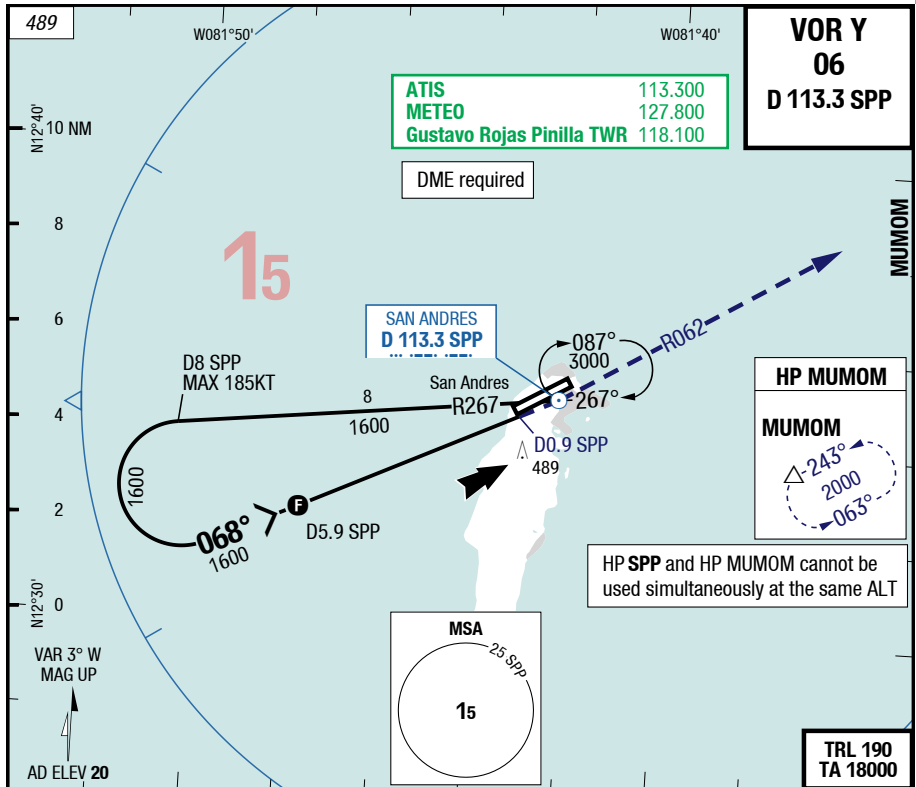 489
W081°50'
W081°40'
VOR Y
06
D 113.3 SPP
ATIS 113.300
METEO 127.800
Gustavo Rojas Pinilla TWR 118.100
N12°40'
10 NM
DME required
8
MUMOM
15
6
SAN ANDRES
D 113.3 SPP
R062
087°
3000
D8 SPP
MAX 185KT
San Andres
8
R267
267°
1600
4
HP MUMOM
MUMOM
243°
2000
063°
D0.9 SPP
489
1600
2
F
D5.9 SPP
068°
1600
HP SPP and HP MUMOM cannot be
used simultaneously at the same ALT
N12°30'
0
MSA
25 SPP
15
VAR 3° W
MAG UP
AD ELEV 20
TRL 190
TA 18000